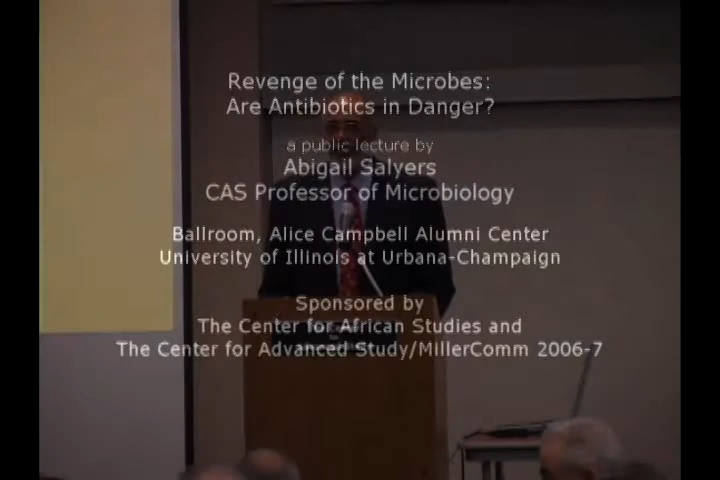 Revenge of the Microbes:
Are Antibiotics in Danger?
a public lecture by
Abigail Salyers
CAS Professor of Microbiology
Ballroom, Alice Campbell Alumni Center
University of Illinois at Urbana-Champaign
Sponsored by
The Center for African Studies and
The Center for Advanced Study/MillerComm 2006-7